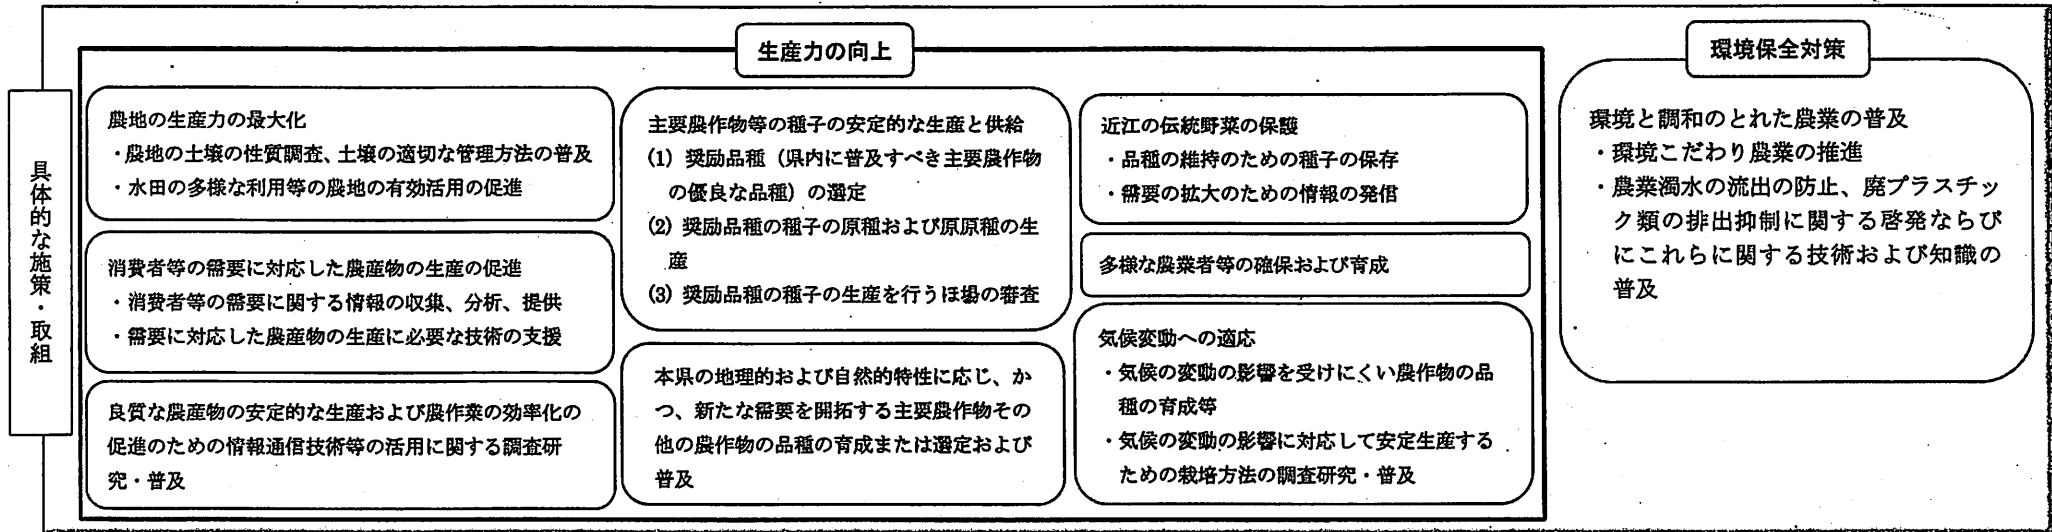 具体的な施策・取組
生産力の向上
農地の生産力の最大化
・農地の土壌の性質調査、土壌の適切な管理方法の普及
・水田の多様な利用等の農地の有効活用の促進
消費者等の需要に対応した農産物の生産の促進
・消費者等の需要に関する情報の収集、分析、提供
・需要に対応した農産物の生産に必要な技術の支援
良質な農産物の安定的な生産および農作業の効率化の
促進のための情報通信技術等の活用に関する調査研
究・普及
主要農作物等の種子の安定的な生産と供給
(1) 奨励品種（県内に普及すべき主要農作物
の優良な品種）の選定
(2) 奨励品種の種子の原種および原原種の生
産
(3) 奨励品種の種子の生産を行うほ場の審査
本県の地理的および自然的特性に応じ、か
つ、新たな需要を開拓する主要農作物その
他の農作物の品種の育成または選定および
普及
近江の伝統野菜の保護
・品種の維持のための種子の保存
・需要の拡大のための情報の発信
多様な農業者等の確保および育成
気候変動への適応
・気候の変動の影響を受けにくい農作物の品
種の育成等
・気候の変動の影響に対応して安定生産する
ための栽培方法の調査研究・普及
環境保全対策
環境と調和のとれた農業の普及
・環境こだわり農業の推進
・農業濁水の流出の防止、廃プラスチッ
ク類の排出抑制に関する啓発ならび
にこれらに関する技術および知識の
普及